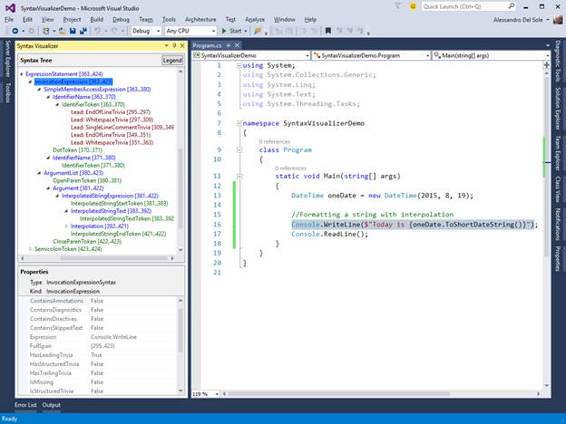 SyntaxVisualizerDemo - Microsoft Visual Studio
Quick Launch (Ctrl+Q)
File Edit View Project Build Debug Team Tools Architecture Test Analyze Window Help
Alessandro Del Sole
Debug Any CPU Start
Server Explorer
Toolbox
Syntax Visualizer
Syntax Tree
Legend
ExpressionStatement [363..424)
InvocationExpression [363..423)
SimpleMemberAccessExpression [363..380)
IdentifierName [363..370)
IdentifierToken [363..370)
Lead: EndOfLineTrivia [295..297)
Lead: WhitespaceTrivia [297..309)
Lead: SingleLineCommentTrivia [309..349
Lead: EndOfLineTrivia [349..351)
Lead: WhitespaceTrivia [351..363)
DotToken [370..371)
IdentifierName [371..380)
IdentifierToken [371..380)
ArgumentList [380..423)
OpenParenToken [380..381)
Argument [381..422)
InterpolatedStringExpression [381..422)
InterpolatedStringStartToken [381..383)
InterpolatedStringText [383..392)
InterpolatedStringTextToken [383..392
Interpolation [392..421)
InterpolatedStringEndToken [421..422)
CloseParenToken [422..423)
SemicolonToken [423..424)
Properties
Type InvocationExpressionSyntax
Kind InvocationExpression
ContainsAnnotations False
ContainsDiagnostics False
ContainsDirectives False
ContainsSkippedText False
Expression Console.WriteLine
FullSpan [295..423)
HasLeadingTrivia True
HasStructuredTrivia False
HasTrailingTrivia False
IsMissing False
IsStructuredTrivia False
Program.cs
SyntaxVisualizerDemo
SyntaxVisualizerDemo.Program
Main(string[] args)
1 using System;
2 using System.Collections.Generic;
3 using System.Linq;
4 using System.Text;
5 using System.Threading.Tasks;
6
7 namespace SyntaxVisualizerDemo
8 {
0 references
9 class Program
10 {
0 references
11 static void Main(string[] args)
12 {
13 DateTime oneDate = new DateTime(2015, 8, 19);
14
15 //Formatting a string with interpolation
16 Console.WriteLine($"Today is {oneDate.ToShortDateString()}");
17 Console.ReadLine();
18 }
19 }
20 }
21
119 %
Diagnostic Tools
Solution Explorer
Team Explorer
Class View
Notifications
Properties
Error List Output
Ready